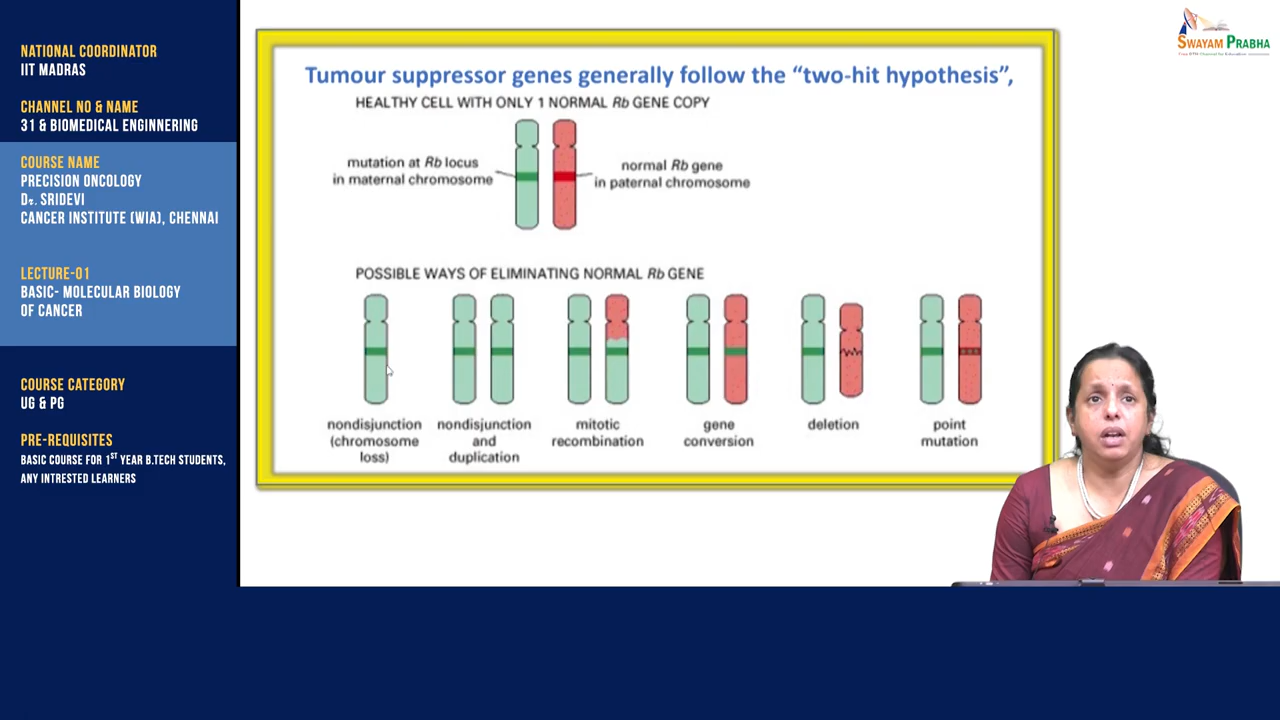 NATIONAL COORDINATOR
IIT MADRAS
CHANNEL NO & NAME
31 & BIOMEDICAL ENGINNERING
COURSE NAME
PRECISION ONCOLOGY
Dr. SRIDEVI
CANCER INSTITUTE (WIA), CHENNAI
LECTURE-01
BASIC- MOLECULAR BIOLOGY
OF CANCER
COURSE CATEGORY
UG & PG
PRE-REQUISITES
BASIC COURSE FOR 1ST YEAR B.TECH STUDENTS,
ANY INTRESTED LEARNERS
SWAYAM PRABHA
Tumour suppressor genes generally follow the “two-hit hypothesis”,
HEALTHY CELL WITH ONLY 1 NORMAL Rb GENE COPY
mutation at Rb locus
in maternal chromosome
normal Rb gene
in paternal chromosome
POSSIBLE WAYS OF ELIMINATING NORMAL Rb GENE
nondisjunction
(chromosome
loss)
nondisjunction
and
duplication
mitotic
recombination
gene
conversion
deletion
point
mutation